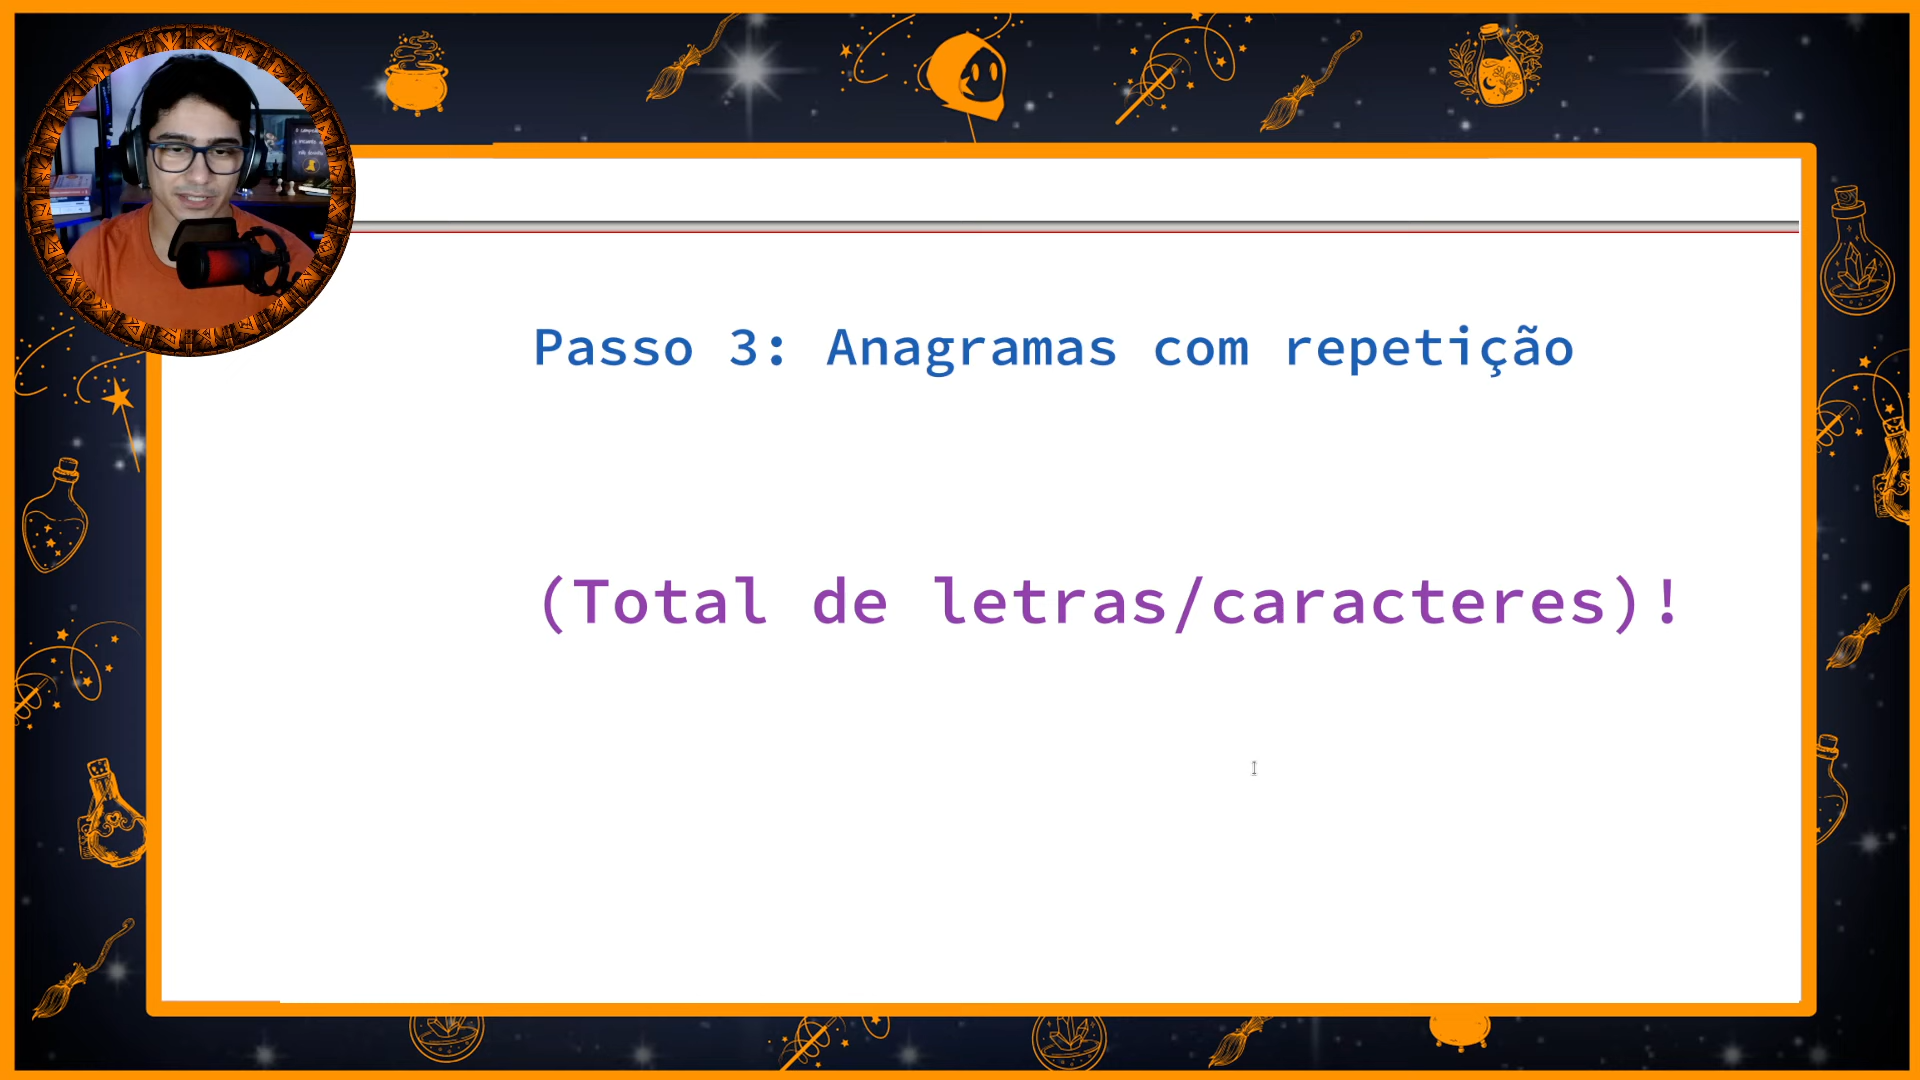 Passo 3: Anagramas com repetição
(Total de letras/caracteres)!